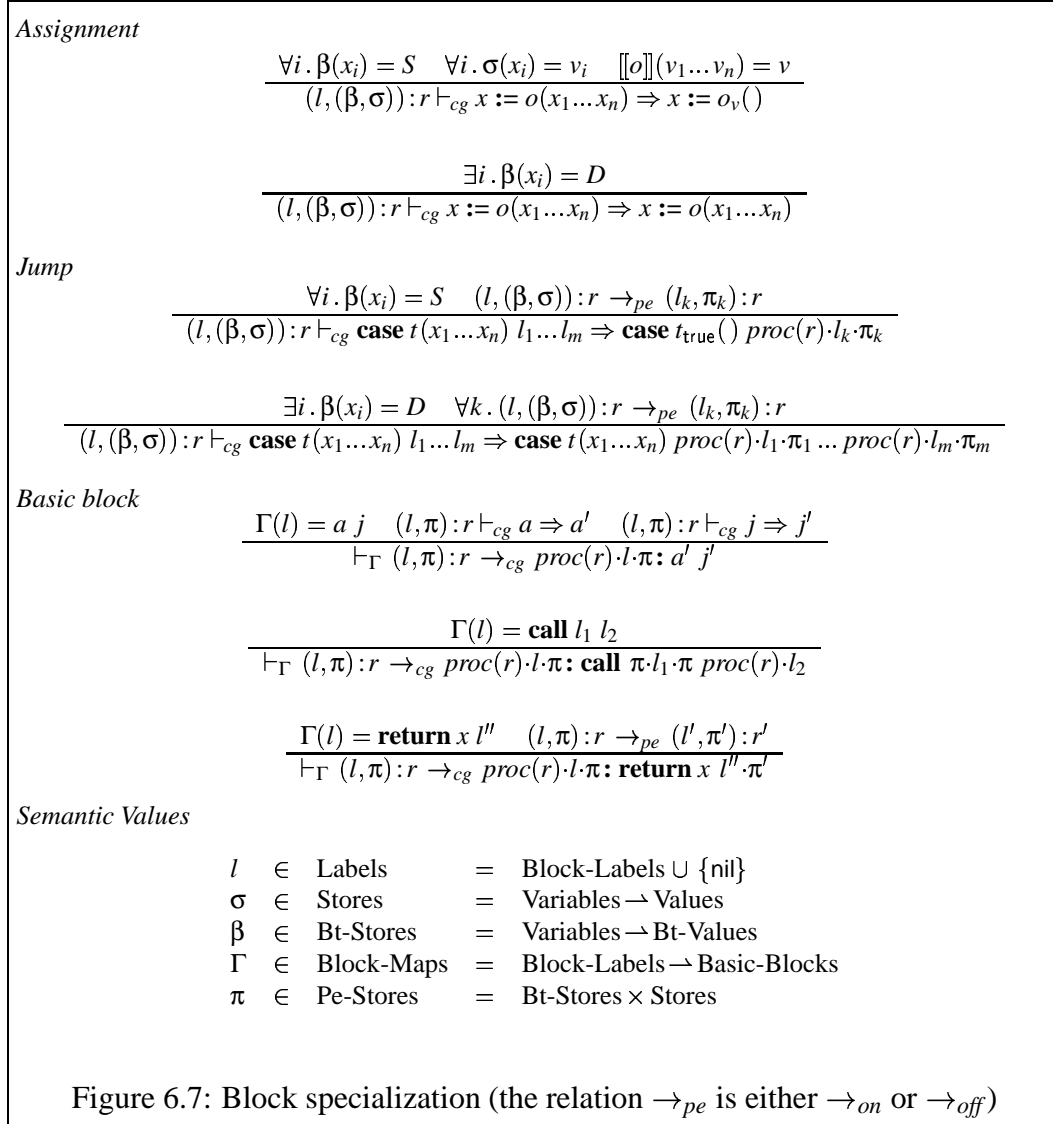 Assignment
∀i . β(x_i) = S   ∀i . σ(x_i) = v_i   [[o]](v_1...v_n) = v
(l,(β,σ)) : r ⊢_cg x := o(x_1...x_n) ⇒ x := o_v()
∃i . β(x_i) = D
(l,(β,σ)) : r ⊢_cg x := o(x_1...x_n) ⇒ x := o(x_1...x_n)
Jump
∀i . β(x_i) = S   (l,(β,σ)) : r →_pe (l_k,π_k) : r
(l,(β,σ)) : r ⊢_cg case t(x_1...x_n) l_1...l_m ⇒ case t_true() proc(r)·l_k·π_k
∃i . β(x_i) = D   ∀k . (l,(β,σ)) : r →_pe (l_k,π_k) : r
(l,(β,σ)) : r ⊢_cg case t(x_1...x_n) l_1...l_m ⇒ case t(x_1...x_n) proc(r)·l_1·π_1 ... proc(r)·l_m·π_m
Basic block
Γ(l) = a j   (l,π) : r ⊢_cg a ⇒ a′   (l,π) : r ⊢_cg j ⇒ j′
⊢_Γ (l,π) : r →_cg proc(r)·l·π: a′ j′
Γ(l) = call l_1 l_2
⊢_Γ (l,π) : r →_cg proc(r)·l·π: call π·l_1·π proc(r)·l_2
Γ(l) = return x l″   (l,π) : r →_pe (l′,π′) : r′
⊢_Γ (l,π) : r →_cg proc(r)·l·π: return x l″·π′
Semantic Values
l ∈ Labels = Block-Labels ∪ {nil}
σ ∈ Stores = Variables ⇀ Values
β ∈ Bt-Stores = Variables ⇀ Bt-Values
Γ ∈ Block-Maps = Block-Labels ⇀ Basic-Blocks
π ∈ Pe-Stores = Bt-Stores × Stores
Figure 6.7: Block specialization (the relation →_pe is either →_on or →_off)